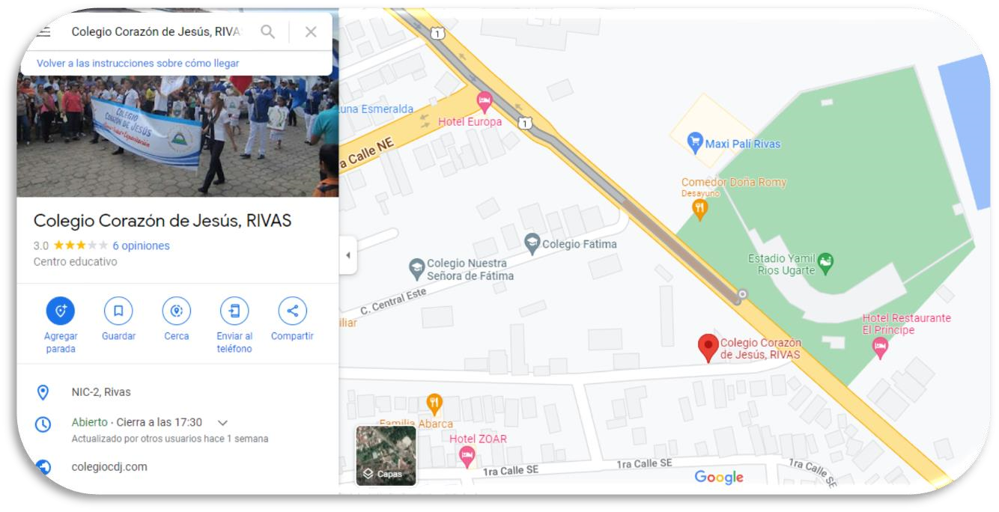 Colegio Corazón de Jesús, RIVA
Volver a las instrucciones sobre cómo llegar
COLEGIO
CORAZÓN DE JESÚS
Colegio Corazón de Jesús, RIVAS
3.0 6 opiniones
Centro educativo
Agregar
parada
Guardar
Cerca
Enviar al
teléfono
Compartir
NIC-2, Rivas
Abierto · Cierra a las 17:30
Actualizado por otros usuarios hace 1 semana
colegiocdj.com
1
una Esmeralda
Hotel Europa
1
ra Calle NE
Maxi Palí Rivas
Comedor Doña Romy
Desayuno
Colegio Fatima
Colegio Nuestra
Señora de Fátima
Estadio Yamil
Rios Ugarte
C. Central Este
iliar
Hotel Restaurante
El Príncipe
Colegio Corazón
de Jesús, RIVAS
Familia Abarca
Hotel ZOAR
Capas
1ra Calle SE
1ra Calle SE
1ra Calle SE
Google